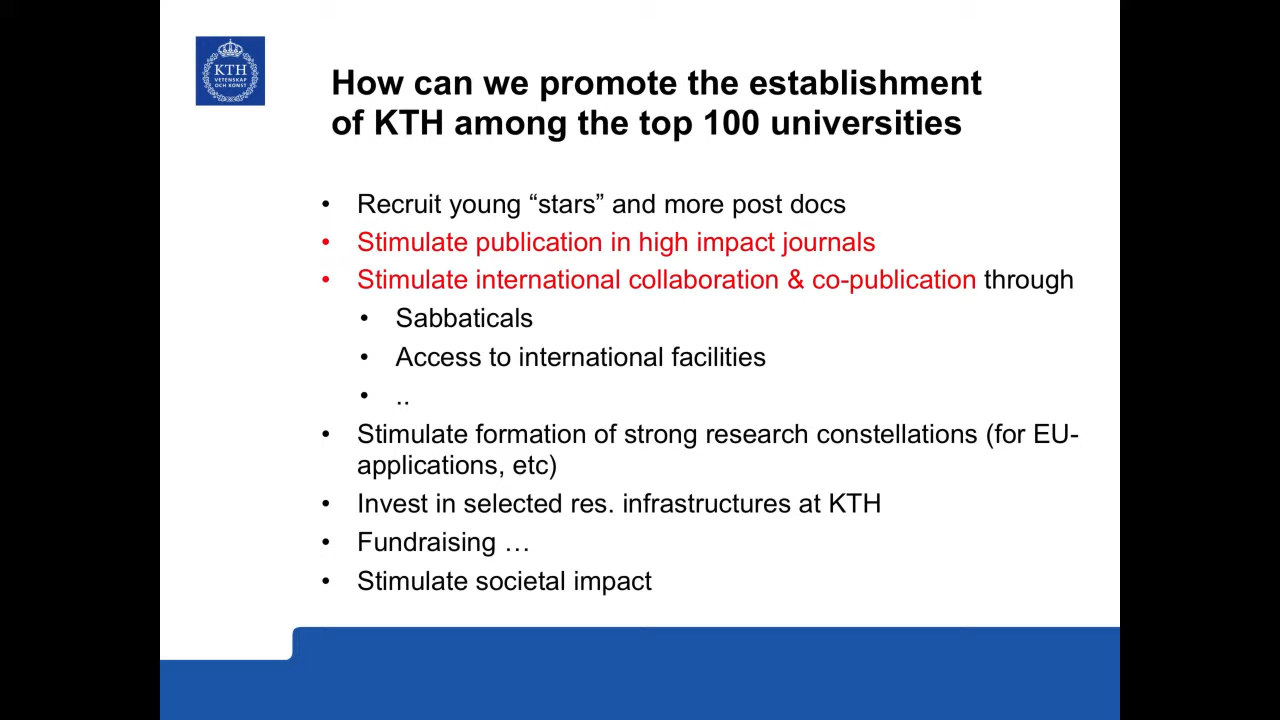 KTH
VETENSKAP
OCH KONST
How can we promote the establishment
of KTH among the top 100 universities
• Recruit young “stars” and more post docs
• Stimulate publication in high impact journals
• Stimulate international collaboration & co-publication through
• Sabbaticals
• Access to international facilities
• ..
• Stimulate formation of strong research constellations (for EU-
applications, etc)
• Invest in selected res. infrastructures at KTH
• Fundraising …
• Stimulate societal impact